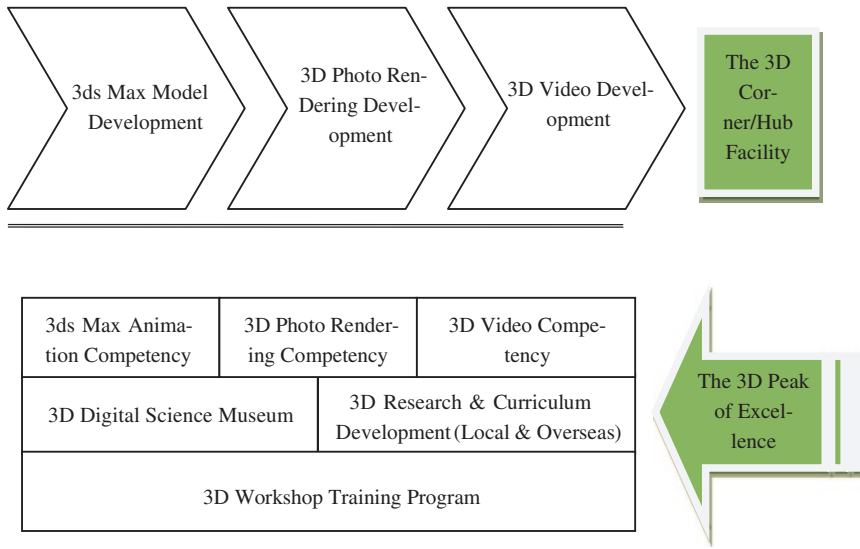 3ds Max Model
Development
3D Photo Ren-
dering Devel-
opment
3D Video Devel-
opment
The 3D
Cor-
ner/Hub
Facility
3ds Max Anima-
tion Competency
3D Photo Render-
ing Competency
3D Video Compe-
tency
3D Digital Science Museum
3D Research & Curriculum
Development (Local & Overseas)
3D Workshop Training Program
The 3D Peak
of Excel-
lence